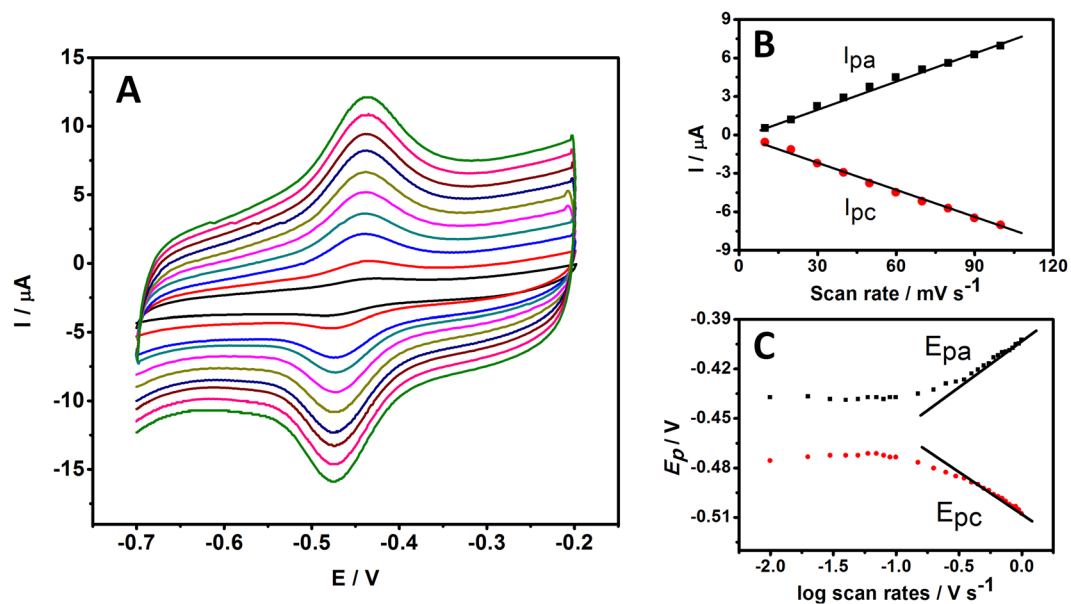 A
15
10
5
0
-5
-10
-15
I / μA
-0.7
-0.6
-0.5
-0.4
-0.3
-0.2
E / V
B
9
6
3
0
-3
-6
-9
I / μA
Ipa
Ipc
0
30
60
90
120
Scan rate / mV s-1
C
-0.39
-0.42
-0.45
-0.48
-0.51
Ep / V
Epa
Epc
-2.0
-1.5
-1.0
-0.5
0.0
log scan rates / V s-1